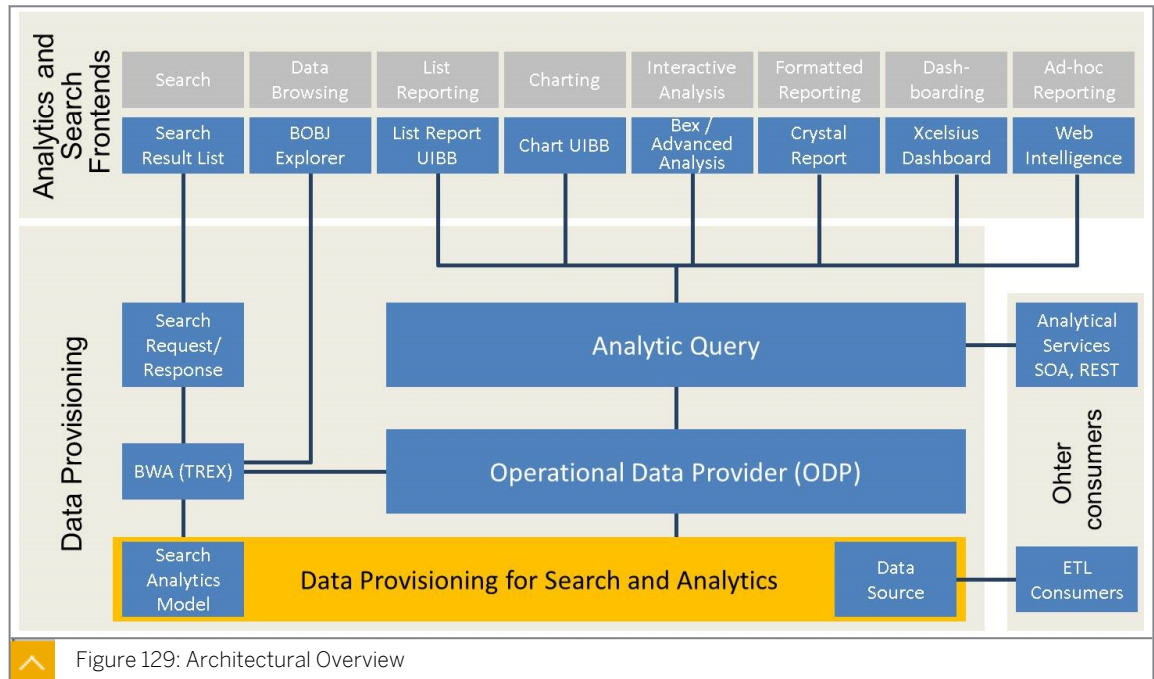 Analytics and
Search
Frontends
Search
Data
Browsing
List
Reporting
Charting
Interactive
Analysis
Formatted
Reporting
Dash-
boarding
Ad-hoc
Reporting
Search
Result List
BOBJ
Explorer
List Report
UIBB
Chart UIBB
Bex /
Advanced
Analysis
Crystal
Report
Xcelsius
Dashboard
Web
Intelligence
Data Provisioning
Search
Request/
Response
Analytic Query
Analytical
Services
SOA, REST
BWA (TREX)
Operational Data Provider (ODP)
Ohter
consumers
Search
Analytics
Model
Data Provisioning for Search and Analytics
Data
Source
ETL
Consumers
Figure 129: Architectural Overview